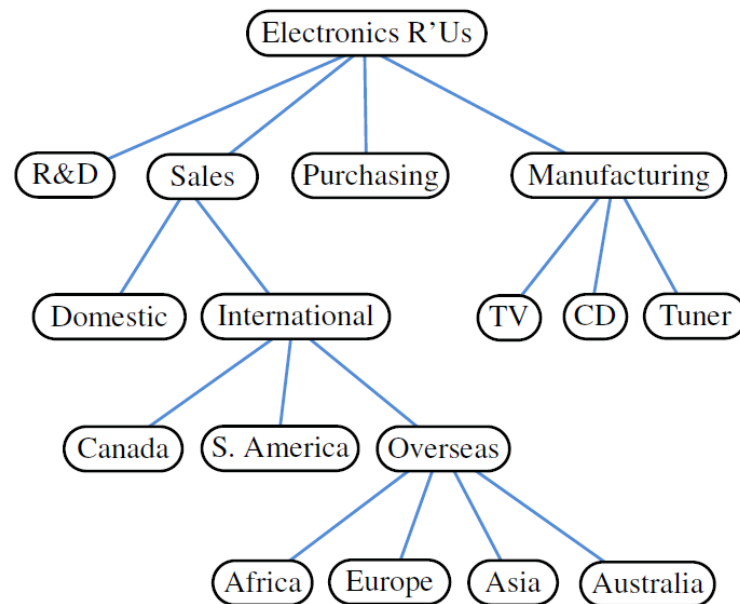 Electronics R'Us
R&D Sales Purchasing Manufacturing
Domestic International TV CD Tuner
Canada S. America Overseas
Africa Europe Asia Australia